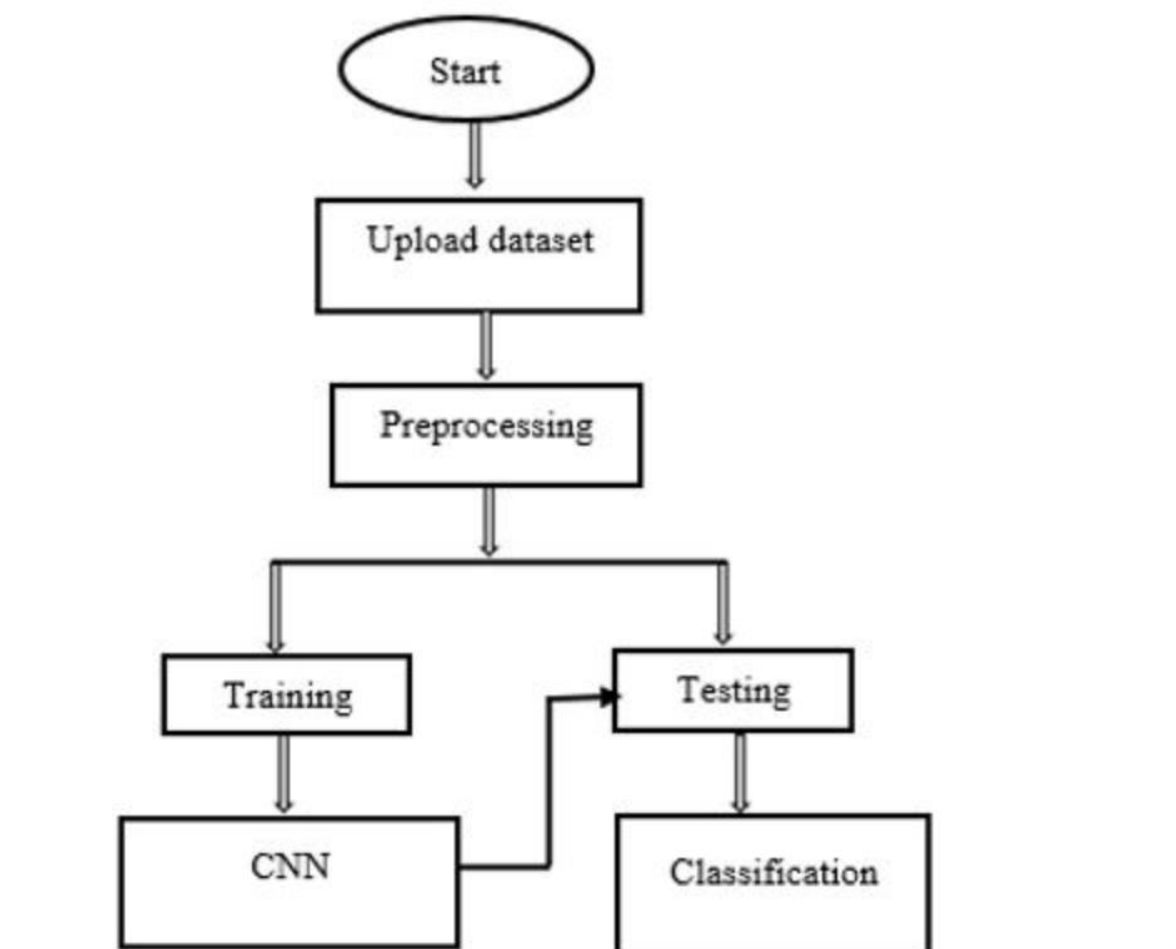 Start
Upload dataset
Preprocessing
Training
Testing
CNN
Classification